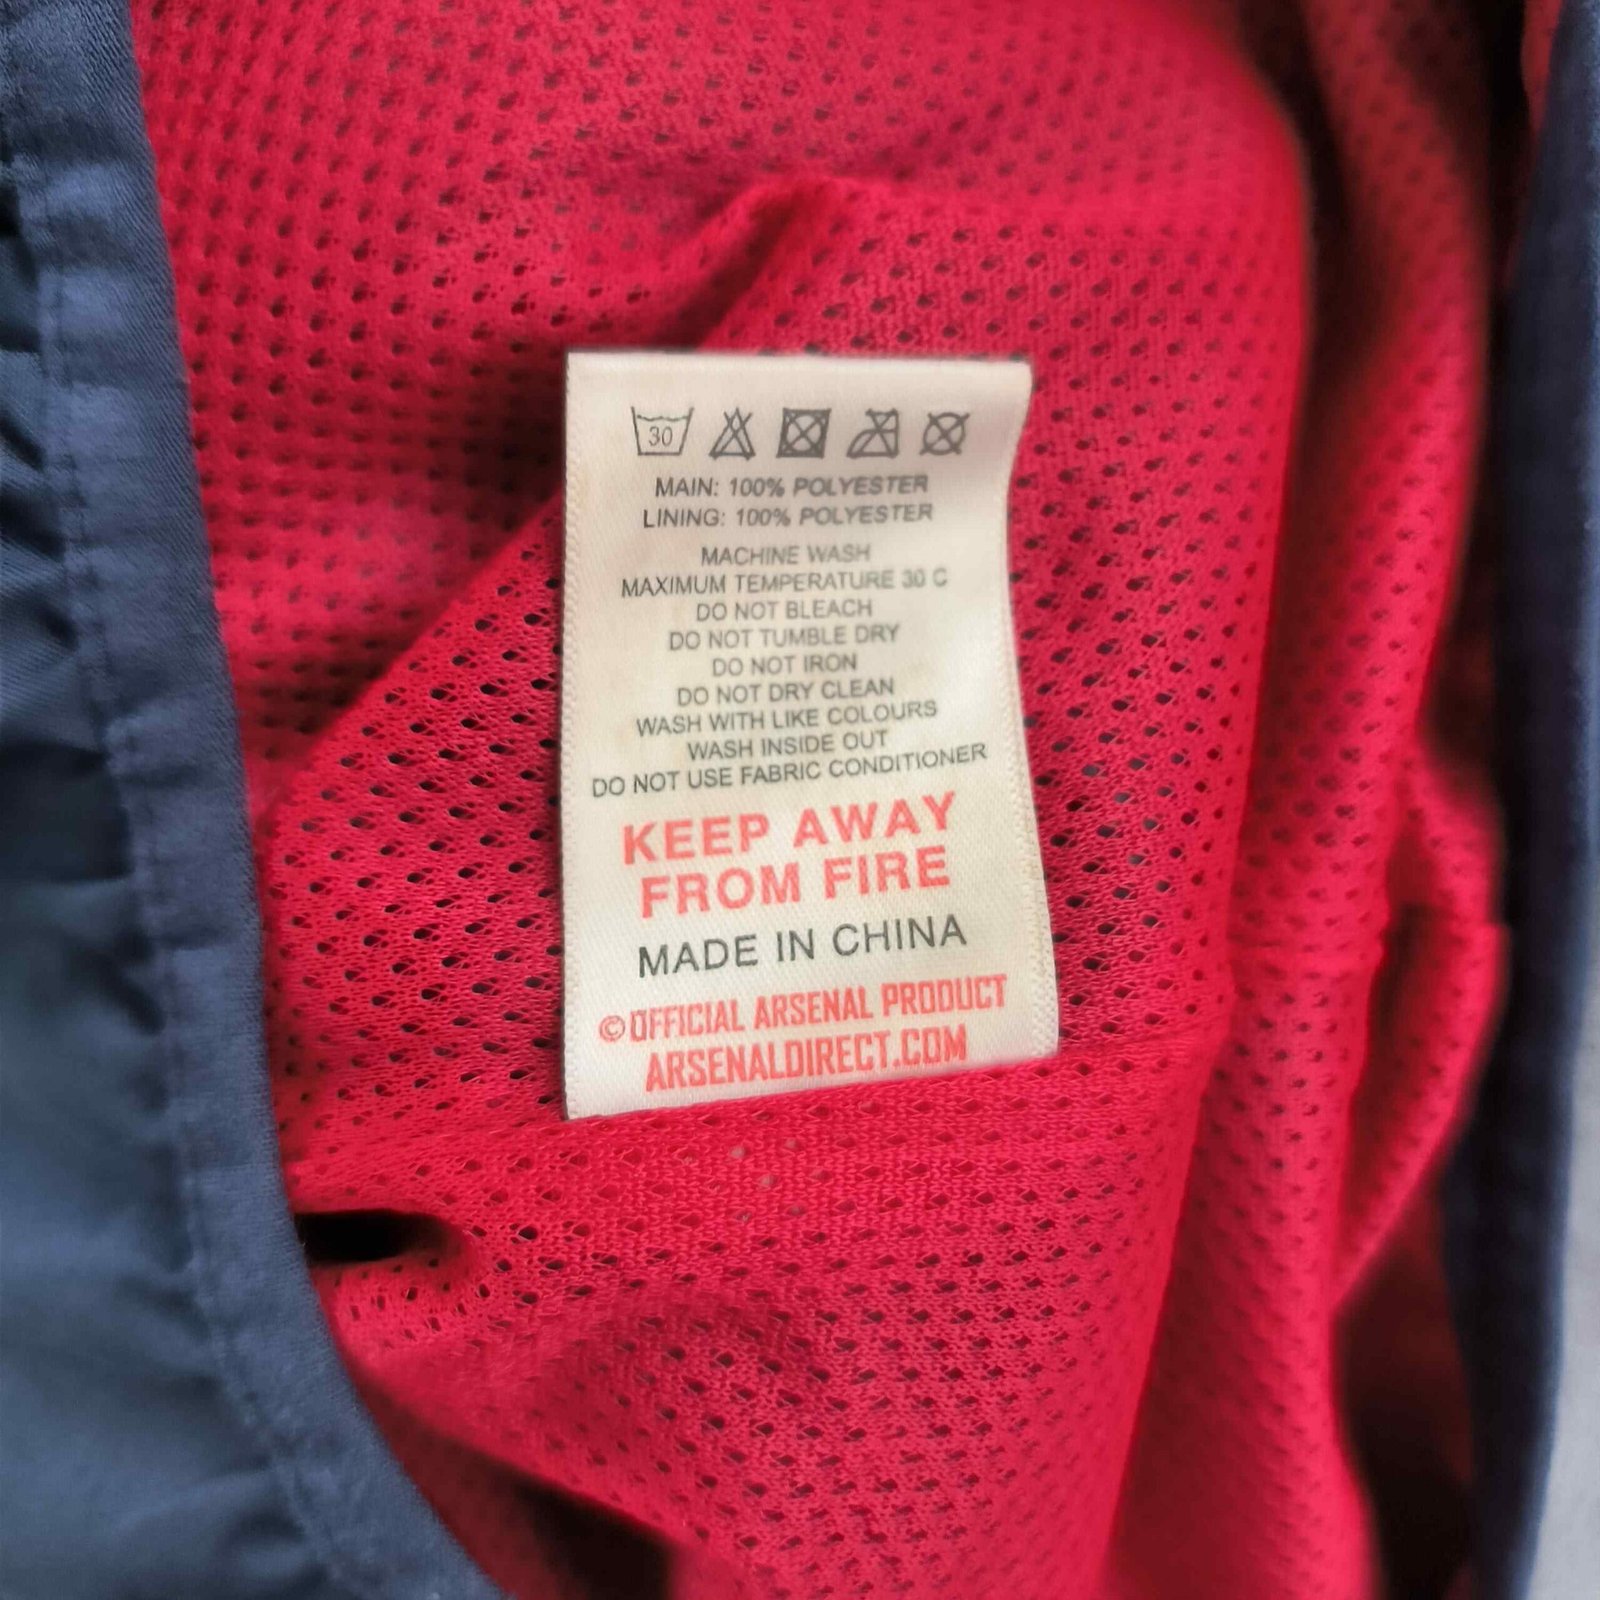 30
MAIN: 100% POLYESTER
LINING: 100% POLYESTER
MACHINE WASH
MAXIMUM TEMPERATURE 30 C
DO NOT BLEACH
DO NOT TUMBLE DRY
DO NOT IRON
DO NOT DRY CLEAN
WASH WITH LIKE COLOURS
WASH INSIDE OUT
DO NOT USE FABRIC CONDITIONER
KEEP AWAY
FROM FIRE
MADE IN CHINA
© OFFICIAL ARSENAL PRODUCT
ARSENALDIRECT.COM